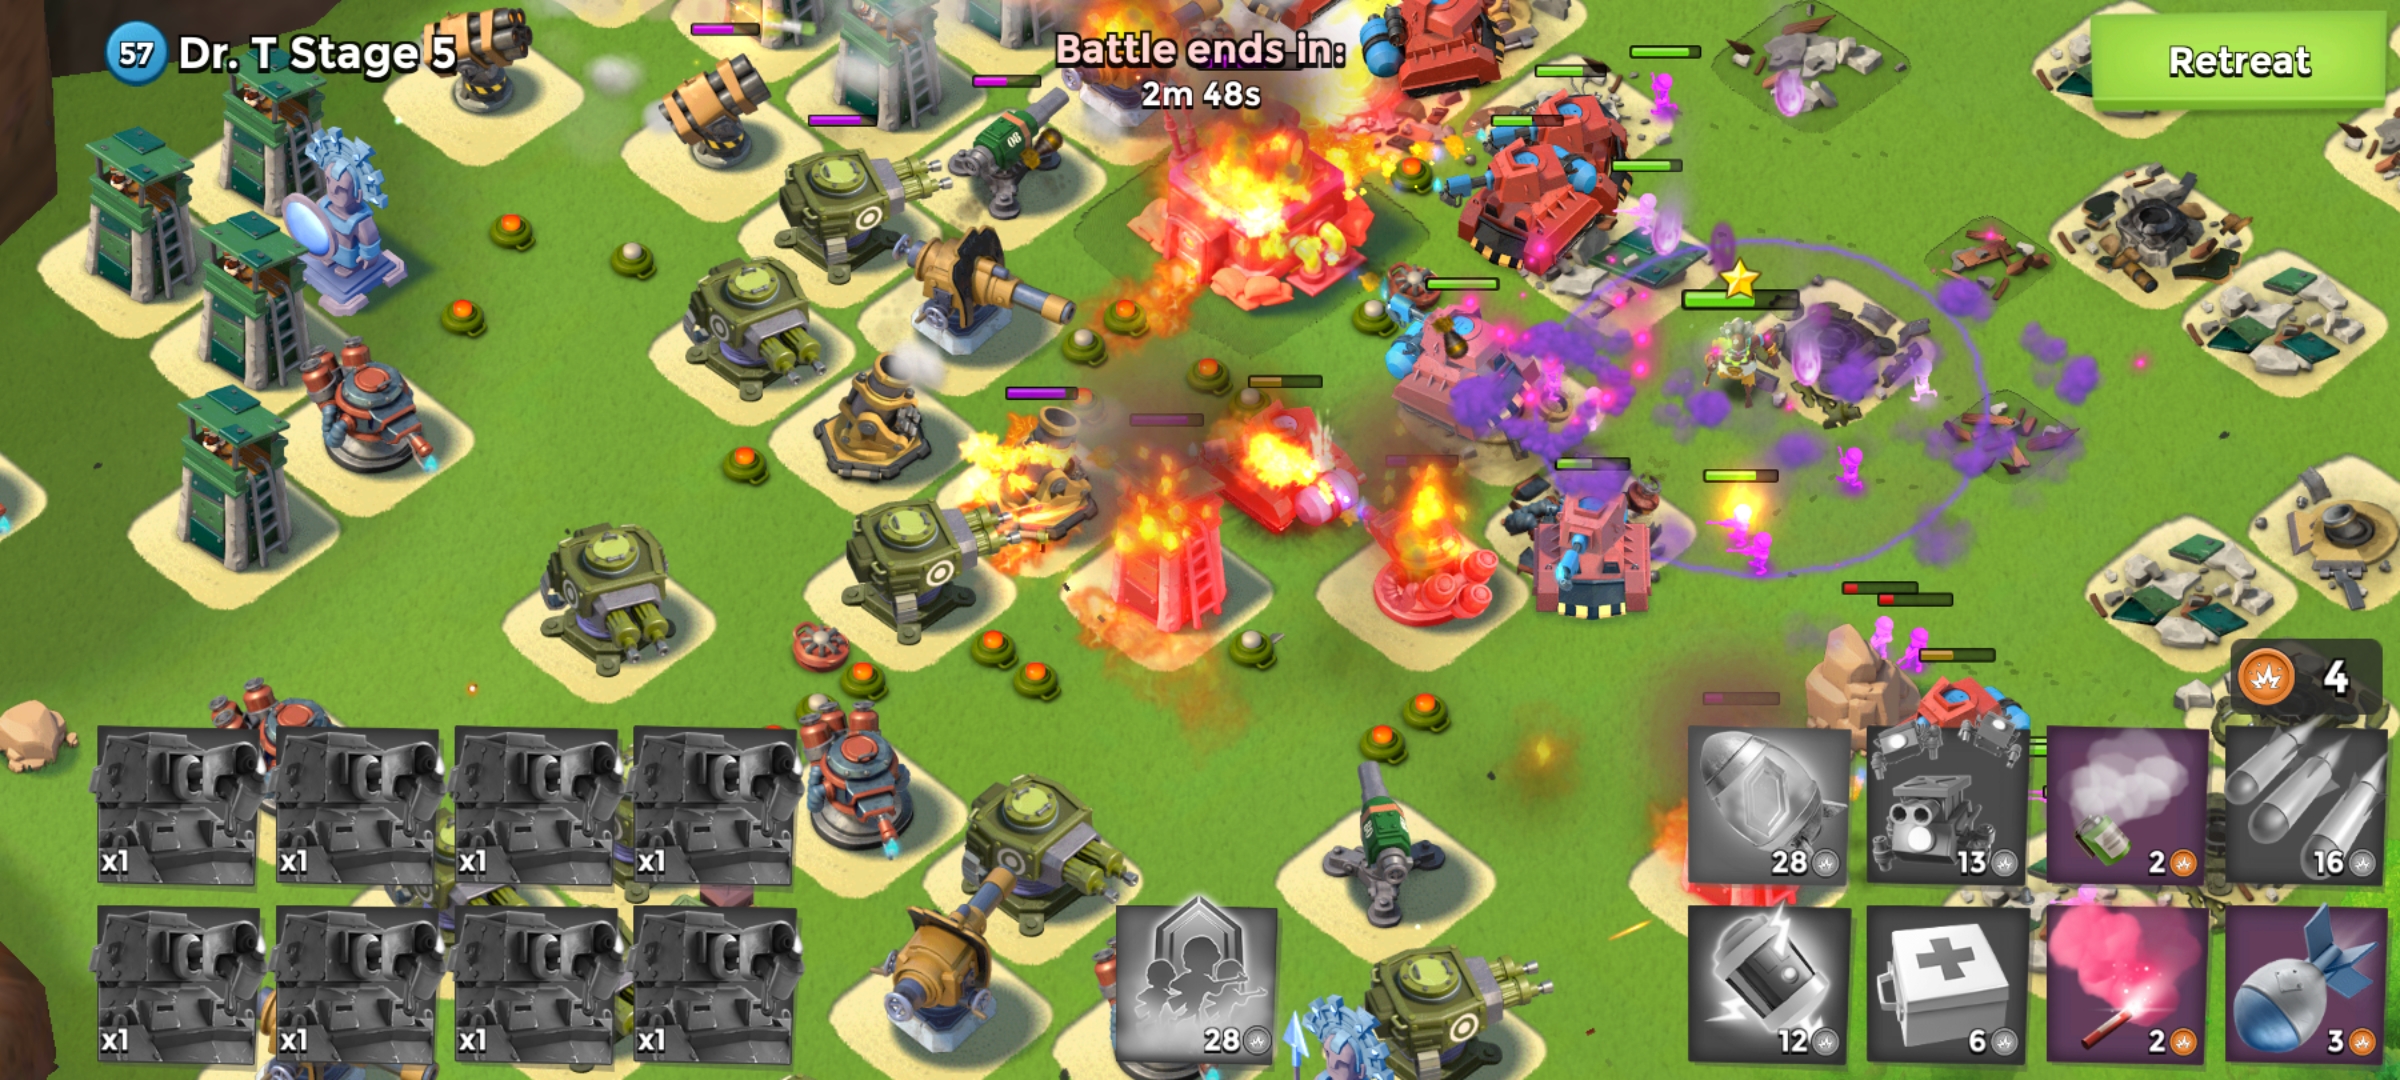 57 Dr. T Stage 5
Battle ends in:
2m 48s
Retreat
08
4
x1 x1 x1 x1
28 13 2 16
x1 x1 x1 x1
28
12 6 2 3